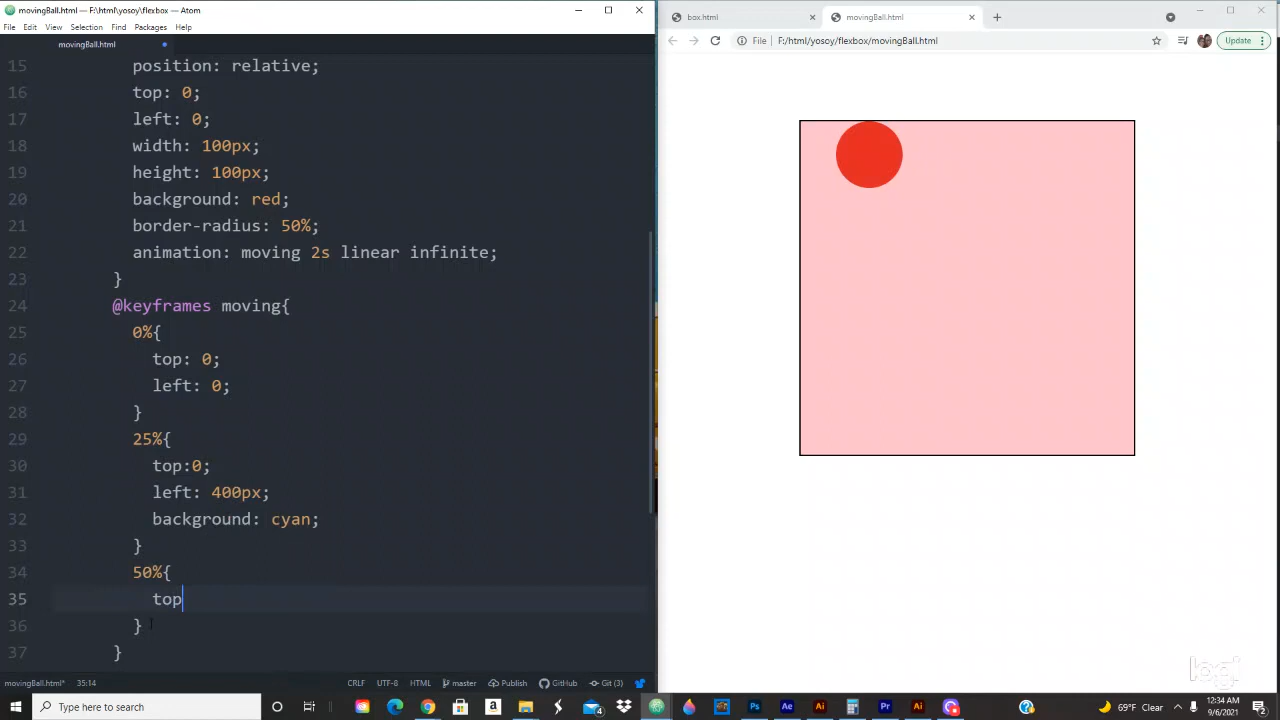 movingBall.html — F:\html\yosoy\flexbox — Atom
File Edit View Selection Find Packages Help
movingBall.html
15 position: relative;
16 top: 0;
17 left: 0;
18 width: 100px;
19 height: 100px;
20 background: red;
21 border-radius: 50%;
22 animation: moving 2s linear infinite;
23 }
24 @keyframes moving{
25 0%{
26 top: 0;
27 left: 0;
28 }
29 25%{
30 top:0;
31 left: 400px;
32 background: cyan;
33 }
34 50%{
35 top
36 }
37 }
movingBall.html* 35:14 CRLF UTF-8 HTML master Publish GitHub Git (3)
box.html movingBall.html
File F:/html/yosoy/flexbox/movingBall.html Update
Type here to search
69°F Clear
12:34 AM
9/6/2021